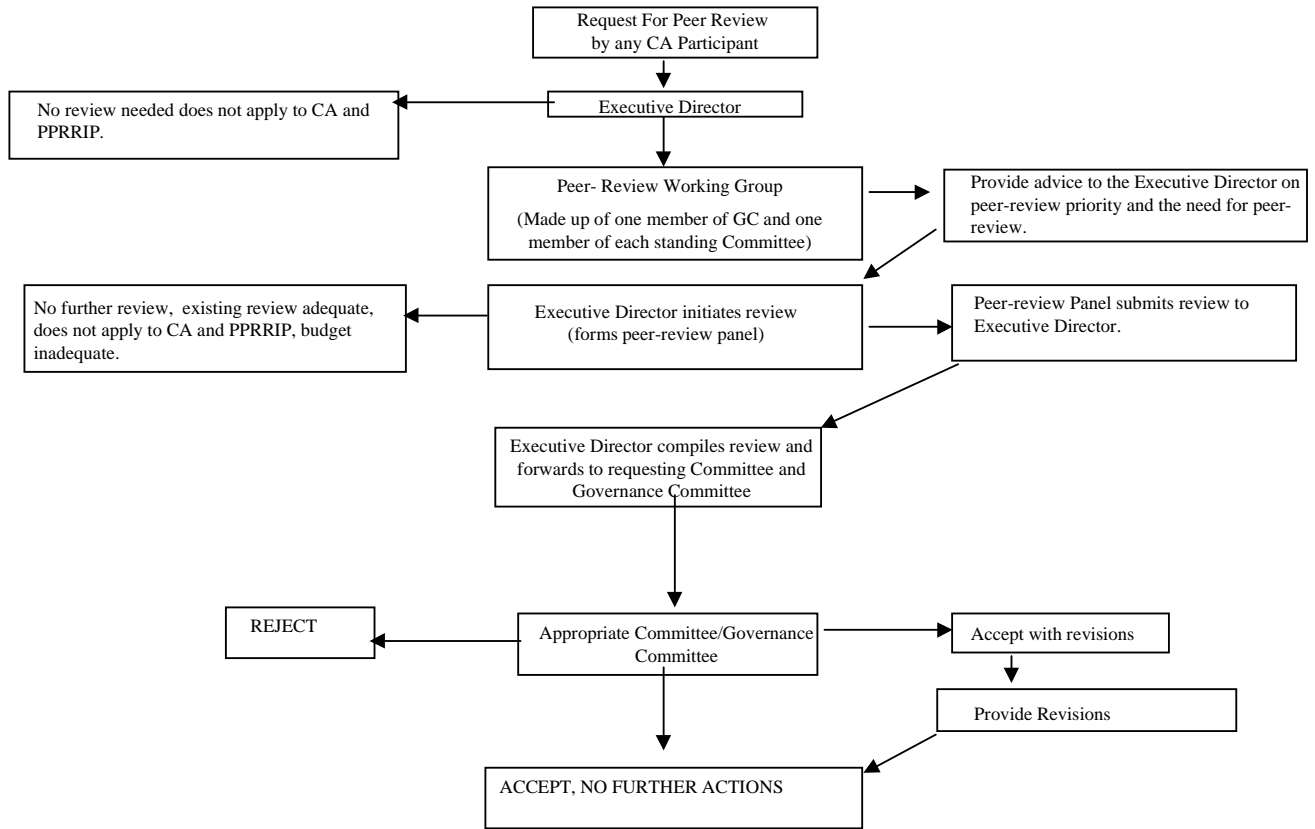 Request For Peer Review
by any CA Participant
No review needed does not apply to CA and
PPRRIP.
Executive Director
Peer- Review Working Group
(Made up of one member of GC and one
member of each standing Committee)
Provide advice to the Executive Director on
peer-review priority and the need for peer-
review.
No further review, existing review adequate,
does not apply to CA and PPRRIP, budget
inadequate.
Executive Director initiates review
(forms peer-review panel)
Peer-review Panel submits review to
Executive Director.
Executive Director compiles review and
forwards to requesting Committee and
Governance Committee
REJECT
Appropriate Committee/Governance
Committee
Accept with revisions
Provide Revisions
ACCEPT, NO FURTHER ACTIONS